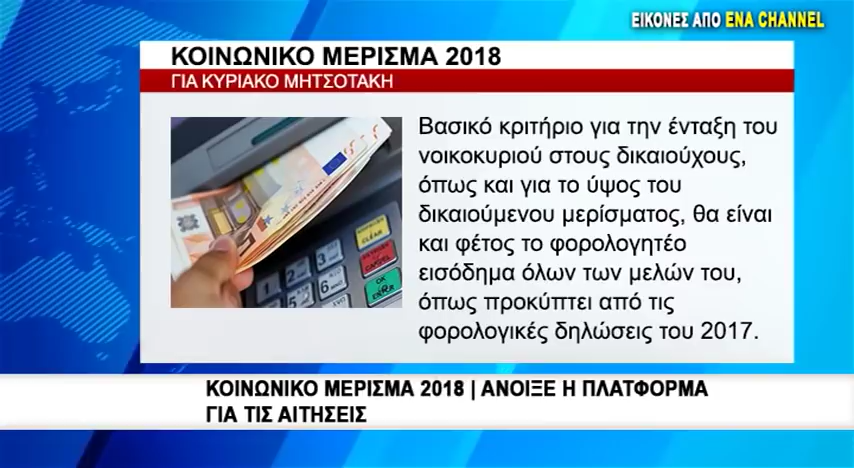 ΕΙΚΟΝΕΣ ΑΠΟ ΕΝΑ CHANNEL
ΚΟΙΝΩΝΙΚΟ ΜΕΡΙΣΜΑ 2018
ΓΙΑ ΚΥΡΙΑΚΟ ΜΗΤΣΟΤΑΚΗ
Βασικό κριτήριο για την ένταξη του
νοικοκυριού στους δικαιούχους,
όπως και για το ύψος του
δικαιούμενου μερίσματος, θα είναι
και φέτος το φορολογητέο
εισόδημα όλων των μελών του,
όπως προκύπτει από τις
φορολογικές δηλώσεις του 2017.
ΚΟΙΝΩΝΙΚΟ ΜΕΡΙΣΜΑ 2018 | ΑΝΟΙΞΕ Η ΠΛΑΤΦΟΡΜΑ
ΓΙΑ ΤΙΣ ΑΙΤΗΣΕΙΣ